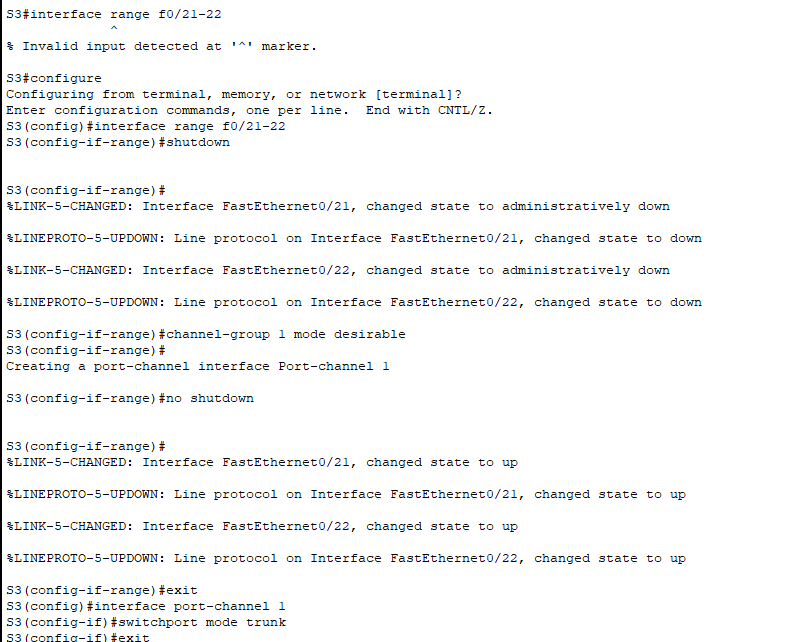 S3#interface range f0/21-22
^
% Invalid input detected at '^' marker.
S3#configure
Configuring from terminal, memory, or network [terminal]?
Enter configuration commands, one per line.  End with CNTL/Z.
S3(config)#interface range f0/21-22
S3(config-if-range)#shutdown
S3(config-if-range)#
%LINK-5-CHANGED: Interface FastEthernet0/21, changed state to administratively down
%LINEPROTO-5-UPDOWN: Line protocol on Interface FastEthernet0/21, changed state to down
%LINK-5-CHANGED: Interface FastEthernet0/22, changed state to administratively down
%LINEPROTO-5-UPDOWN: Line protocol on Interface FastEthernet0/22, changed state to down
S3(config-if-range)#channel-group 1 mode desirable
S3(config-if-range)#
Creating a port-channel interface Port-channel 1
S3(config-if-range)#no shutdown
S3(config-if-range)#
%LINK-5-CHANGED: Interface FastEthernet0/21, changed state to up
%LINEPROTO-5-UPDOWN: Line protocol on Interface FastEthernet0/21, changed state to up
%LINK-5-CHANGED: Interface FastEthernet0/22, changed state to up
%LINEPROTO-5-UPDOWN: Line protocol on Interface FastEthernet0/22, changed state to up
S3(config-if-range)#exit
S3(config)#interface port-channel 1
S3(config-if)#switchport mode trunk
S3(config-if)#exit